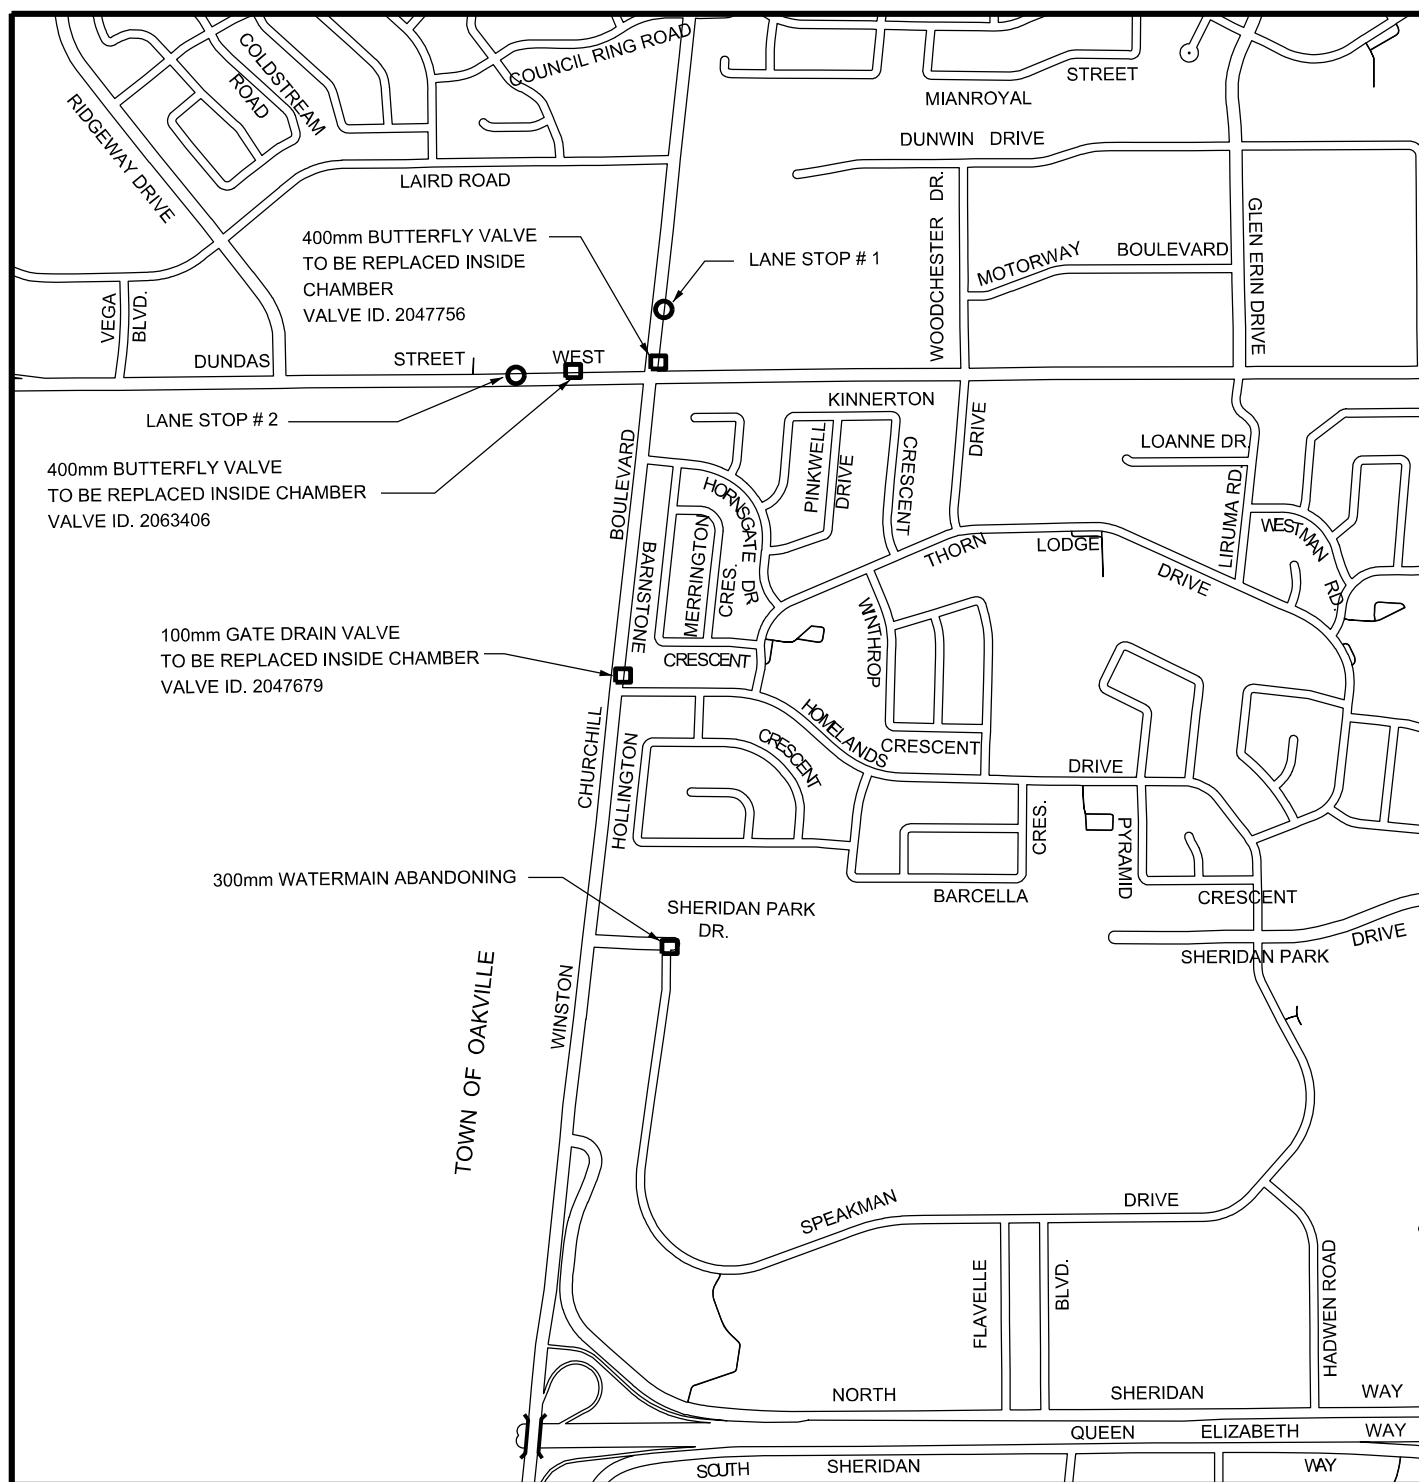 COUNCIL RING ROAD
COLDSTREAM
ROAD
STREET
MIANROYAL
RIDGEWAY DRIVE
DUNWIN DRIVE
LAIRD ROAD
WOODCHESTER DR.
GLEN ERIN DRIVE
400mm BUTTERFLY VALVE
TO BE REPLACED INSIDE
CHAMBER
VALVE ID. 2047756
LANE STOP # 1
MOTORWAY BOULEVARD
VEGA
BLVD.
DUNDAS STREET WEST
LANE STOP # 2
400mm BUTTERFLY VALVE
TO BE REPLACED INSIDE CHAMBER
VALVE ID. 2063406
KINNERTON
CRESCENT
PINKWELL
DRIVE
DRIVE
LOANNE DR.
LIRUMA RD.
WESTMAN RD.
BOULEVARD
HORNSGATE DR
BARNSTONE
MERRINGTON
CRES.
CRESCENT
THORN LODGE DRIVE
WINTHROP
CRESCENT
100mm GATE DRAIN VALVE
TO BE REPLACED INSIDE CHAMBER
VALVE ID. 2047679
CHURCHILL
HOLLINGTON
CRESCENT
HOMELANDS
DRIVE
CRES.
PYRAMID
BARCELLA
CRESCENT
300mm WATERMAIN ABANDONING
SHERIDAN PARK
DR.
SHERIDAN PARK
DRIVE
WINSTON
TOWN OF OAKVILLE
SPEAKMAN
DRIVE
FLAVELLE
BLVD.
HADWEN ROAD
NORTH SHERIDAN WAY
QUEEN ELIZABETH WAY
SOUTH SHERIDAN WAY